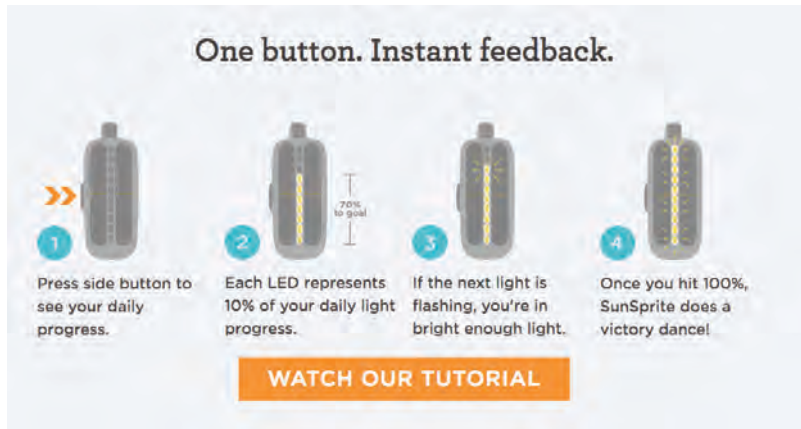 One button. Instant feedback.
70%
to goal
1
2
3
4
Press side button to
see your daily
progress.
Each LED represents
10% of your daily light
progress.
If the next light is
flashing, you're in
bright enough light.
Once you hit 100%,
SunSprite does a
victory dance!
WATCH OUR TUTORIAL